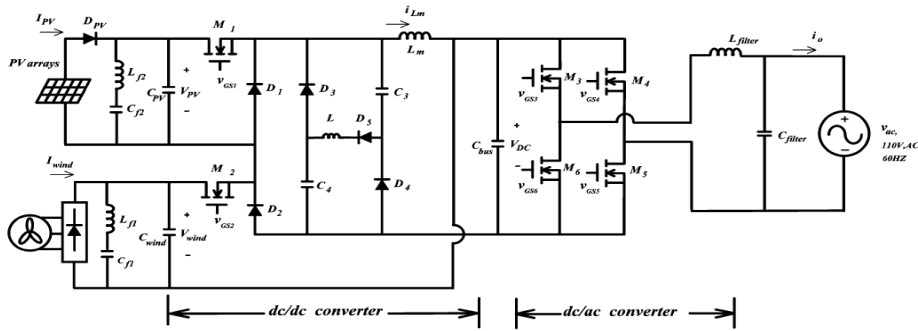 I_PV
D_PV
M_1
i_Lm
L_m
PV arrays
L_f2
C_f2
C_PV
+
V_PV
-
v_GS1
D_1
D_3
C_3
L
D_5
C_4
D_4
I_wind
M_2
D_2
v_GS2
L_f1
C_f1
C_wind
+
V_wind
-
C_bus
+
V_DC
-
M_3
M_4
v_GS3
v_GS4
M_6
M_5
v_GS6
v_GS5
L_filter
i_o
C_filter
+
-
v_ac,
110V,AC
60HZ
dc/dc converter
dc/ac converter